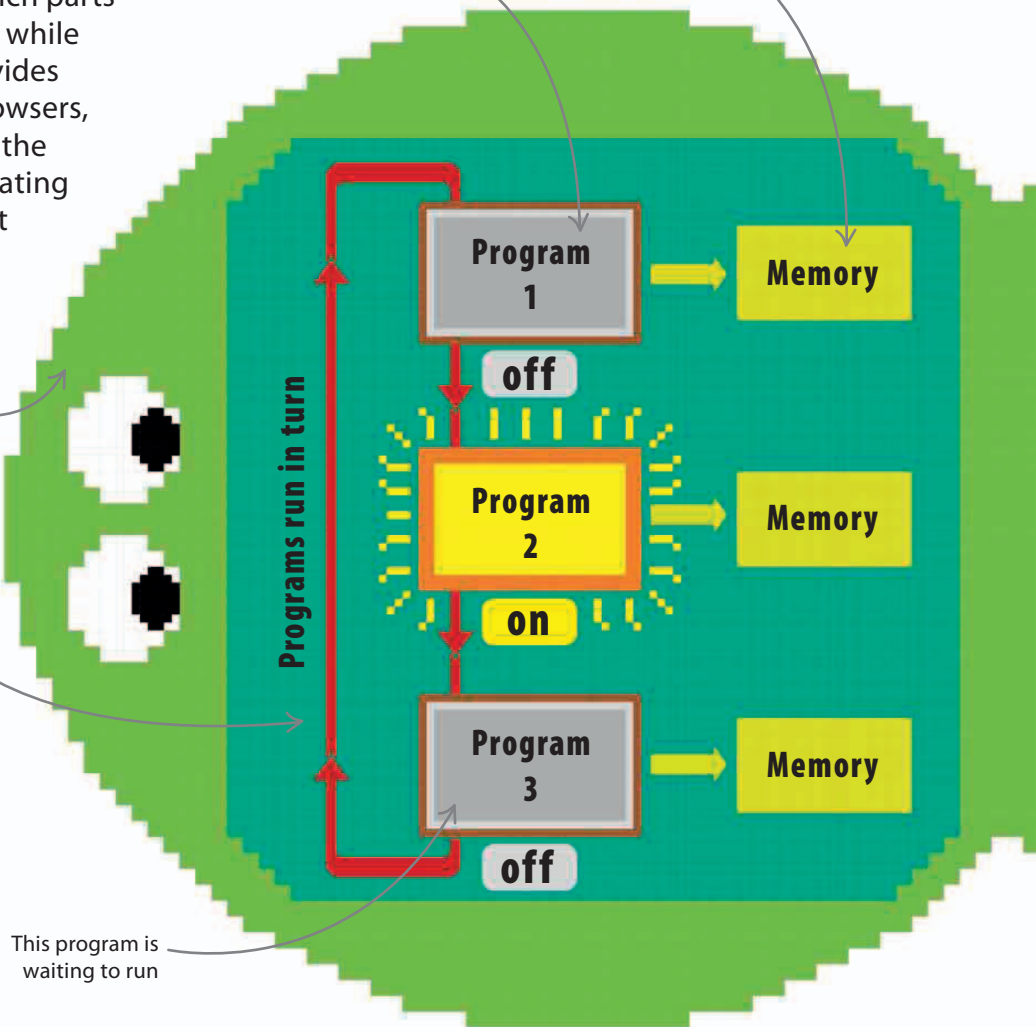 ch parts
while
vides
owsers,
the
ating
t
Program
1
Memory
off
Programs run in turn
Program
2
Memory
on
Program
3
Memory
off
This program is
waiting to run